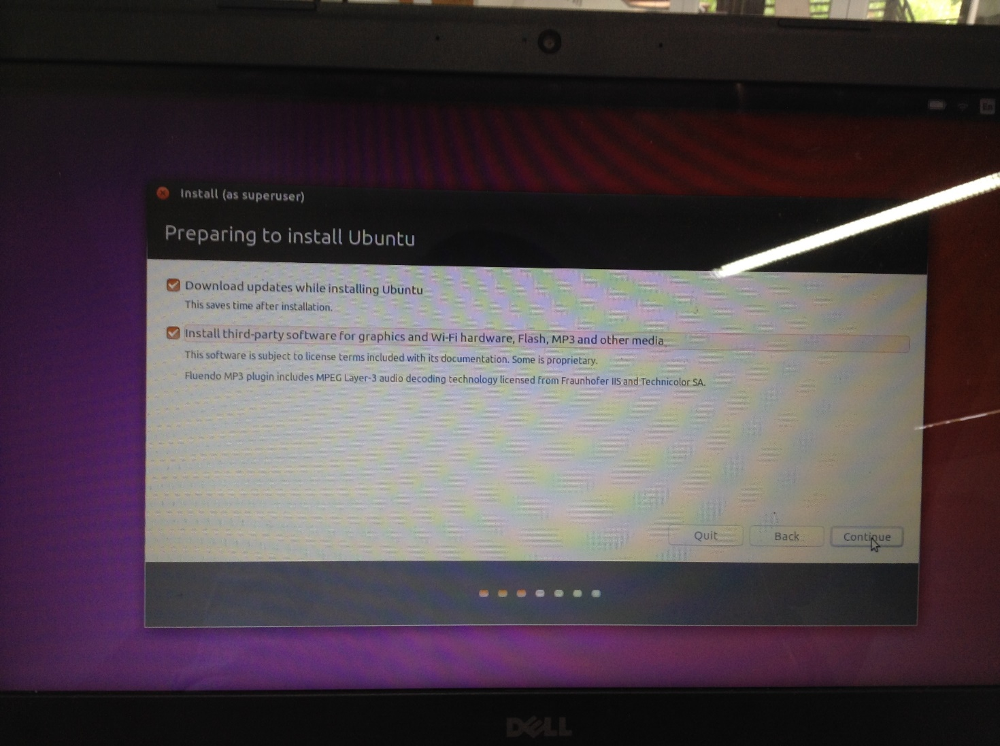 En
Install (as superuser)
Preparing to install Ubuntu
Download updates while installing Ubuntu
This saves time after installation.
Install third-party software for graphics and Wi-Fi hardware, Flash, MP3 and other media
This software is subject to license terms included with its documentation. Some is proprietary.
Fluendo MP3 plugin includes MPEG Layer-3 audio decoding technology licensed from Fraunhofer IIS and Technicolor SA.
Quit Back Continue
DELL